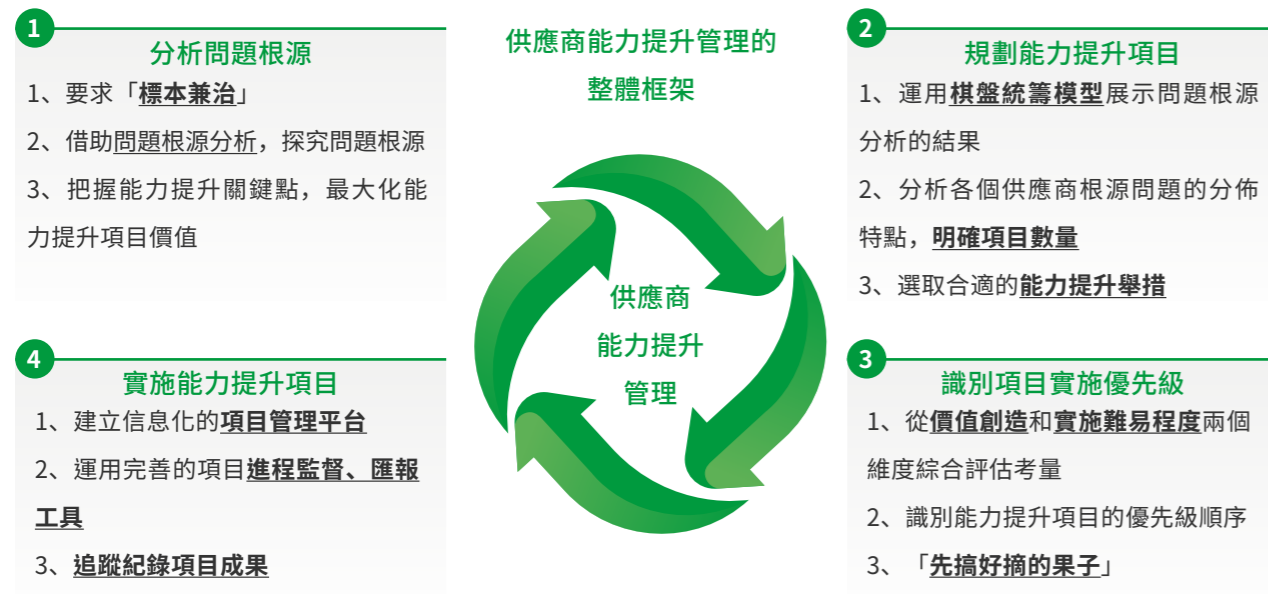 1
分析問題根源
1、要求「標本兼治」
2、借助問題根源分析，探究問題根源
3、把握能力提升關鍵點，最大化能
力提升項目價值
供應商能力提升管理的
整體框架
2
規劃能力提升項目
1、運用棋盤統籌模型展示問題根源
分析的結果
2、分析各個供應商根源問題的分佈
特點，明確項目數量
3、選取合適的能力提升舉措
供應商
能力提升
管理
3
識別項目實施優先級
1、從價值創造和實施難易程度兩個
維度綜合評估考量
2、識別能力提升項目的優先級順序
3、「先搞好摘的果子」
4
實施能力提升項目
1、建立信息化的項目管理平台
2、運用完善的項目進程監督、匯報
工具
3、追蹤紀錄項目成果